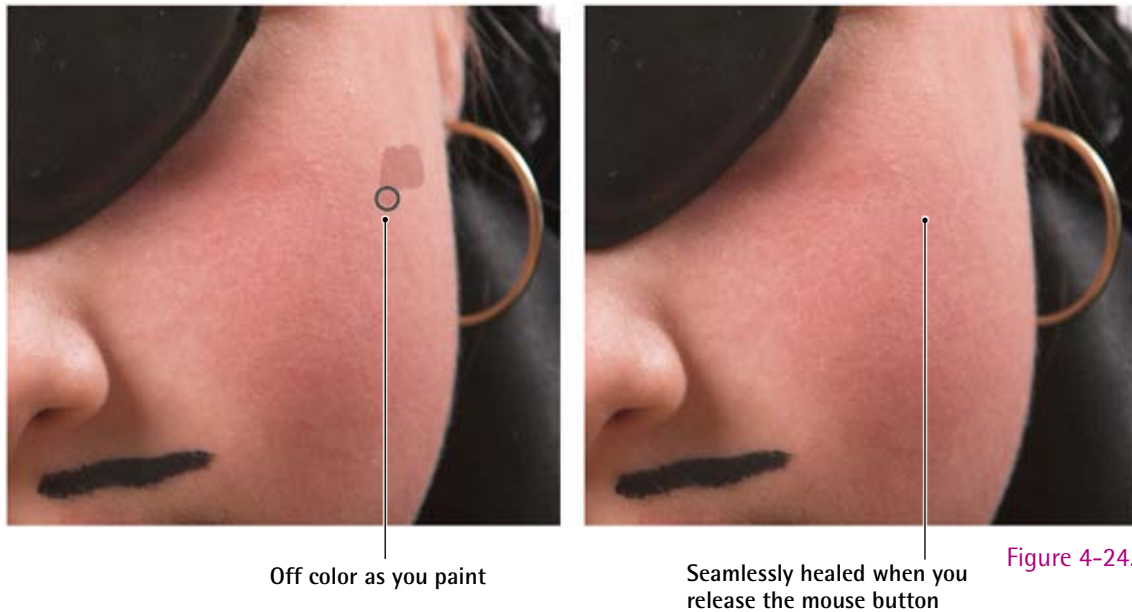 Off color as you paint
Seamlessly healed when you
release the mouse button
Figure 4-24.